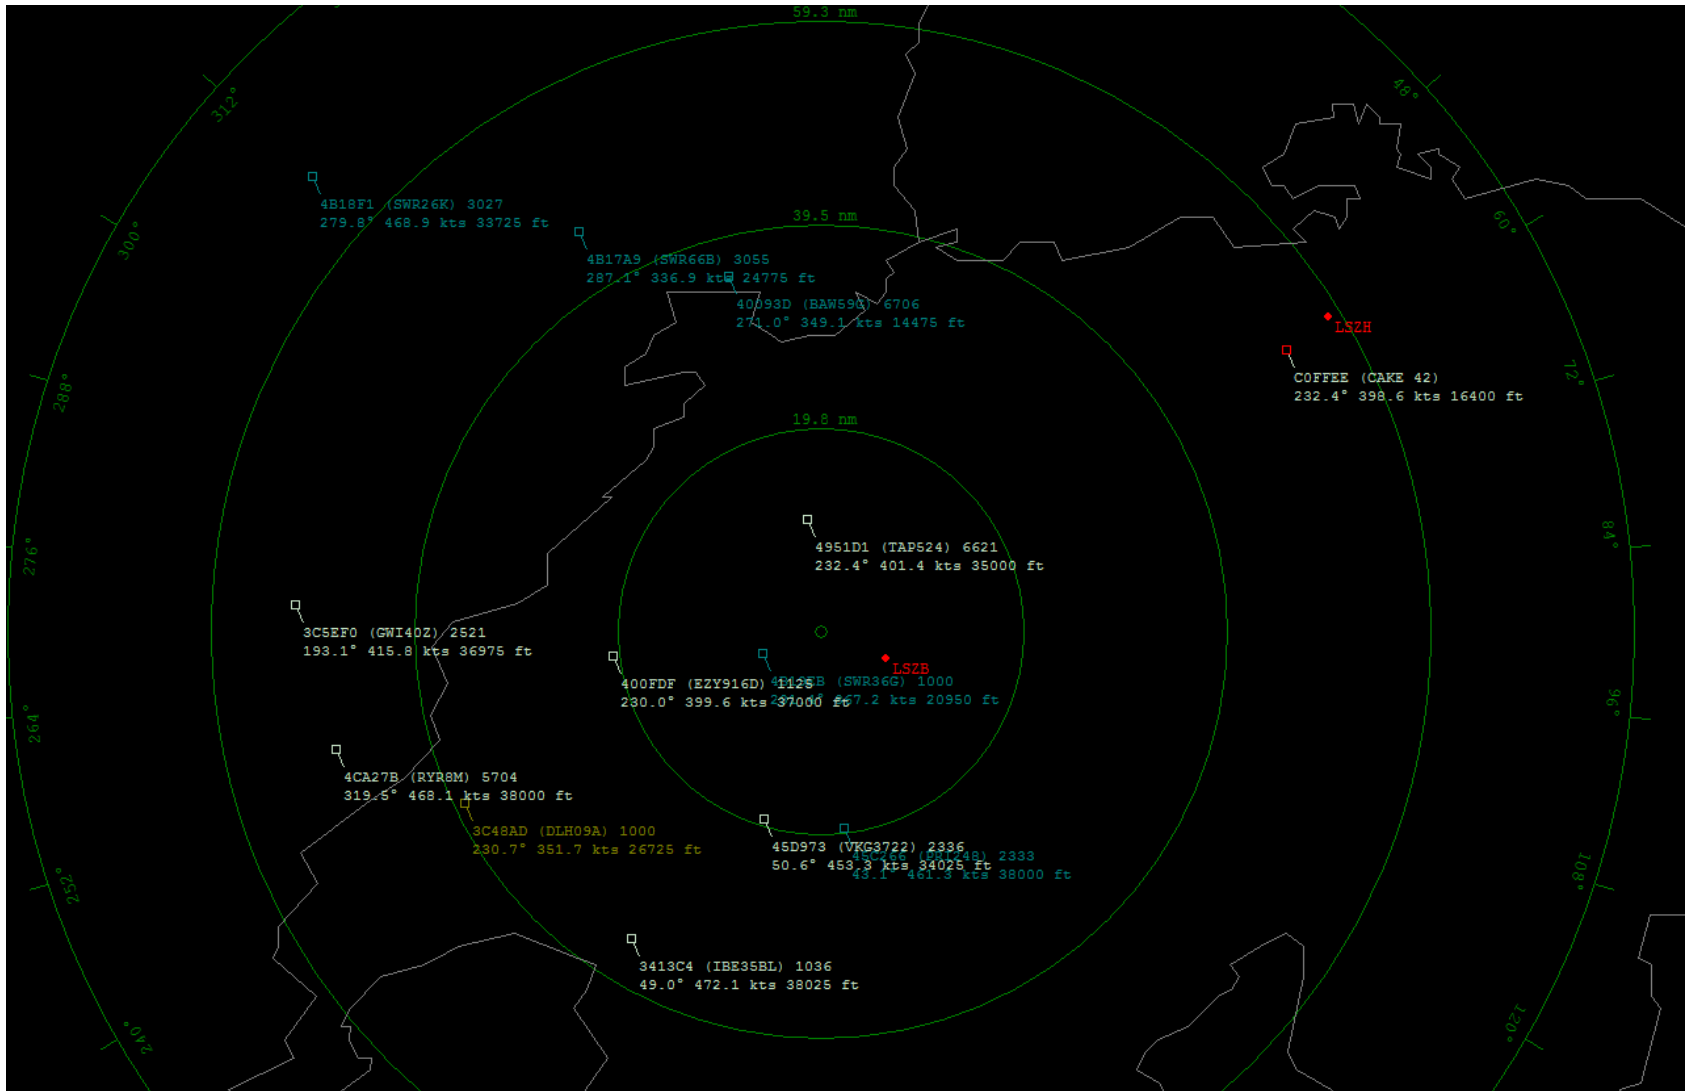 59.3 nm
312°
48°
4B18F1 (SWR26K) 3027
279.8° 468.9 kts 33725 ft
39.5 nm
60°
300°
4B17A9 (SWR66B) 3055
287.1° 336.9 kts 24775 ft
40093D (BAW59G) 6706
271.0° 349.1 kts 14475 ft
LSZH
288°
72°
C0FFEE (CAKE 42)
232.4° 398.6 kts 16400 ft
19.8 nm
276°
84°
4951D1 (TAP524) 6621
232.4° 401.4 kts 35000 ft
3C5EF0 (GWI40Z) 2521
193.1° 415.8 kts 36975 ft
LSZB
400FDF (EZY916D)
230.0° 399.6 kts 37000 ft
(SWR36G) 1000
kts 20950 ft
264°
96°
4CA27B (RYR8M) 5704
319.5° 468.1 kts 38000 ft
3C48AD (DLH09A) 1000
230.7° 351.7 kts 26725 ft
45D973 (VKG3722) 2336
50.6° 453.3 kts 34025 ft
2333
43.1° 461.3 kts 38000 ft
252°
108°
3413C4 (IBE35BL) 1036
49.0° 472.1 kts 38025 ft
240°
120°